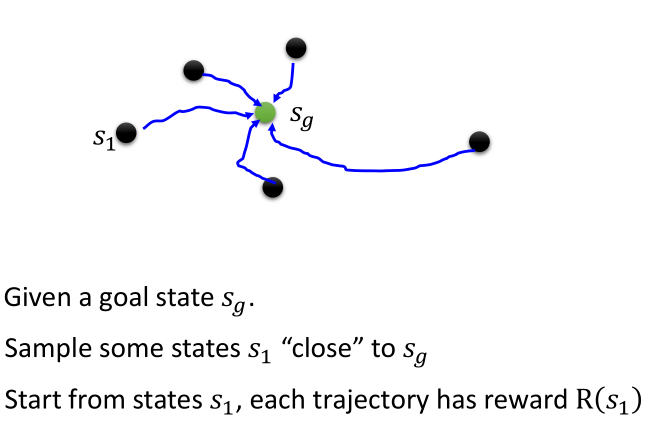 s_g
s_1
Given a goal state s_g.
Sample some states s_1 “close” to s_g
Start from states s_1, each trajectory has reward R(s_1)